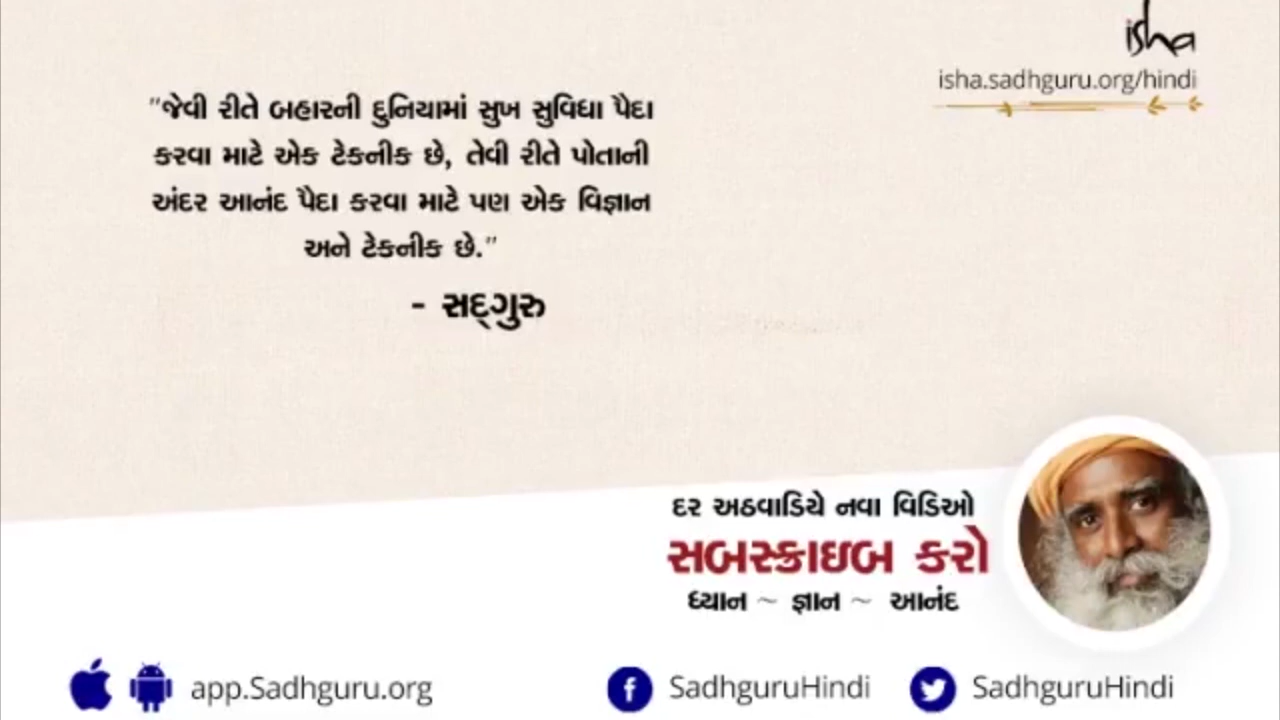 isha
isha.sadhguru.org/hindi
"જેવી રીતે બહારની દુનિયામાં સુખ સુવિધા પૈદા
કરવા માટે એક ટેકનીક છે, તેવી રીતે પોતાની
અંદર આનંદ પૈદા કરવા માટે પણ એક વિજ્ઞાન
અને ટેકનીક છે."
- સદ્‌ગુરુ
દર અઠવાડિયે નવા વિડિઓ
સબસ્ક્રાઇબ કરો
ધ્યાન ~ જ્ઞાન ~ આનંદ
app.Sadhguru.org
SadhguruHindi
SadhguruHindi